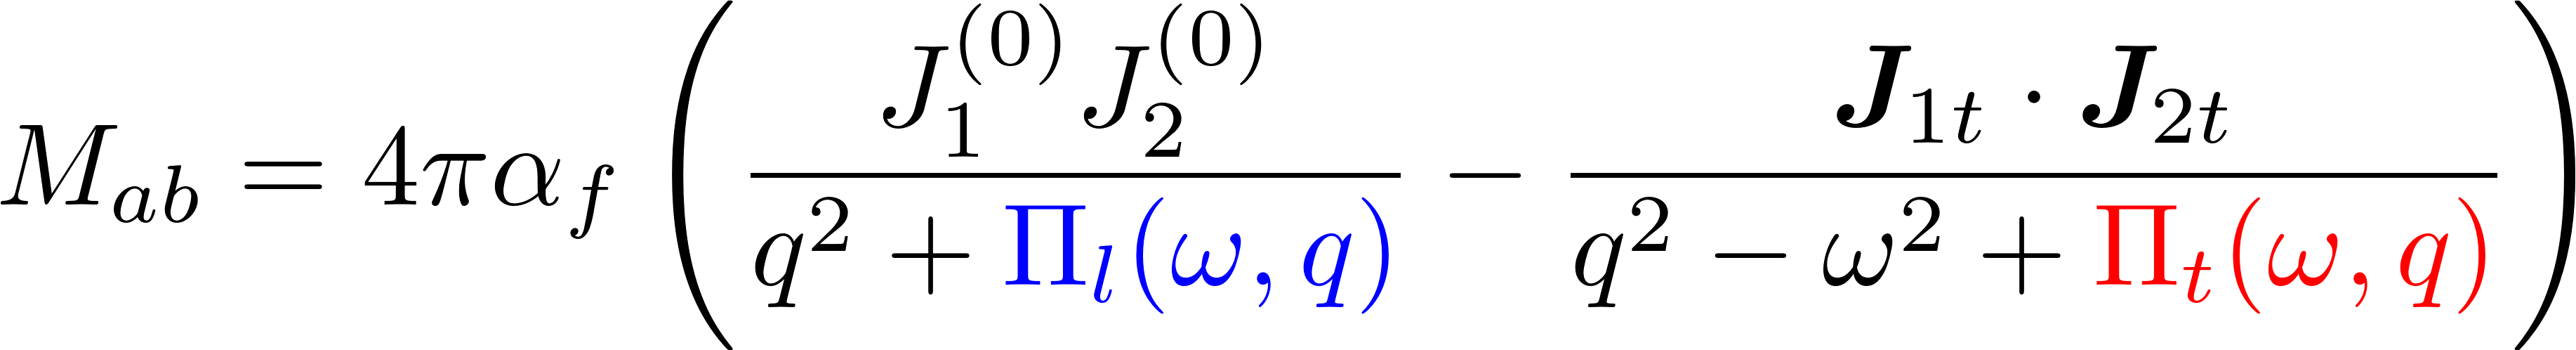 M_{ab} = 4\pi\alpha_f \left( \frac{J_1^{(0)} J_2^{(0)}}{q^2 + \Pi_l(\omega, q)} - \frac{\boldsymbol{J}_{1t} \cdot \boldsymbol{J}_{2t}}{q^2 - \omega^2 + \Pi_t(\omega, q)} \right)